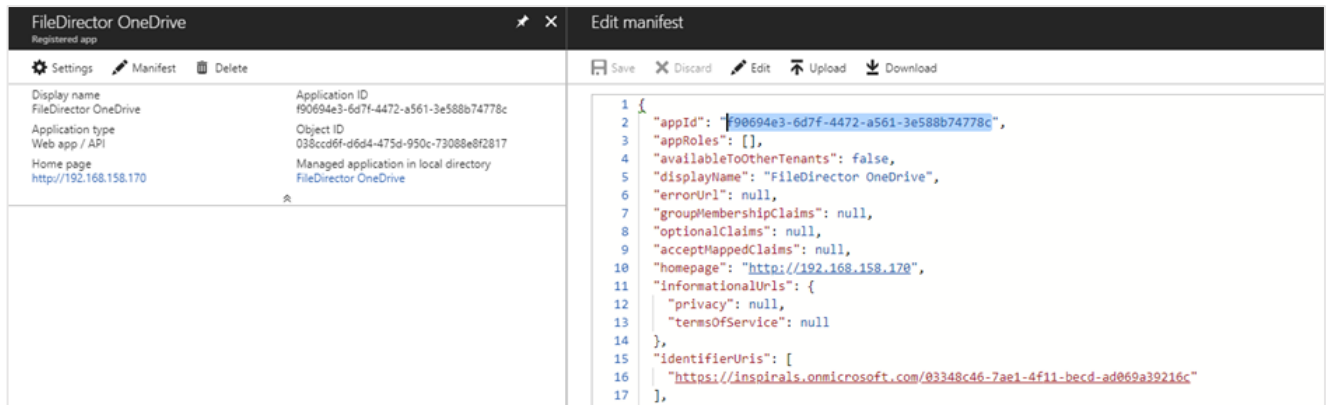 FileDirector OneDrive
Registered app
Settings Manifest Delete
Display name
FileDirector OneDrive
Application type
Web app / API
Home page
http://192.168.158.170
Application ID
f90694e3-6d7f-4472-a561-3e588b74778c
Object ID
038ccd6f-d6d4-475d-950c-73088e8f2817
Managed application in local directory
FileDirector OneDrive
Edit manifest
Save Discard Edit Upload Download
1 {
2 "appId": "f90694e3-6d7f-4472-a561-3e588b74778c",
3 "appRoles": [],
4 "availableToOtherTenants": false,
5 "displayName": "FileDirector OneDrive",
6 "errorUrl": null,
7 "groupMembershipClaims": null,
8 "optionalClaims": null,
9 "acceptMappedClaims": null,
10 "homepage": "http://192.168.158.170",
11 "informationalUrls": {
12 "privacy": null,
13 "termsOfService": null
14 },
15 "identifierUris": [
16 "https://inspirals.onmicrosoft.com/03348c46-7ae1-4f11-becd-ad069a39216c"
17 ],